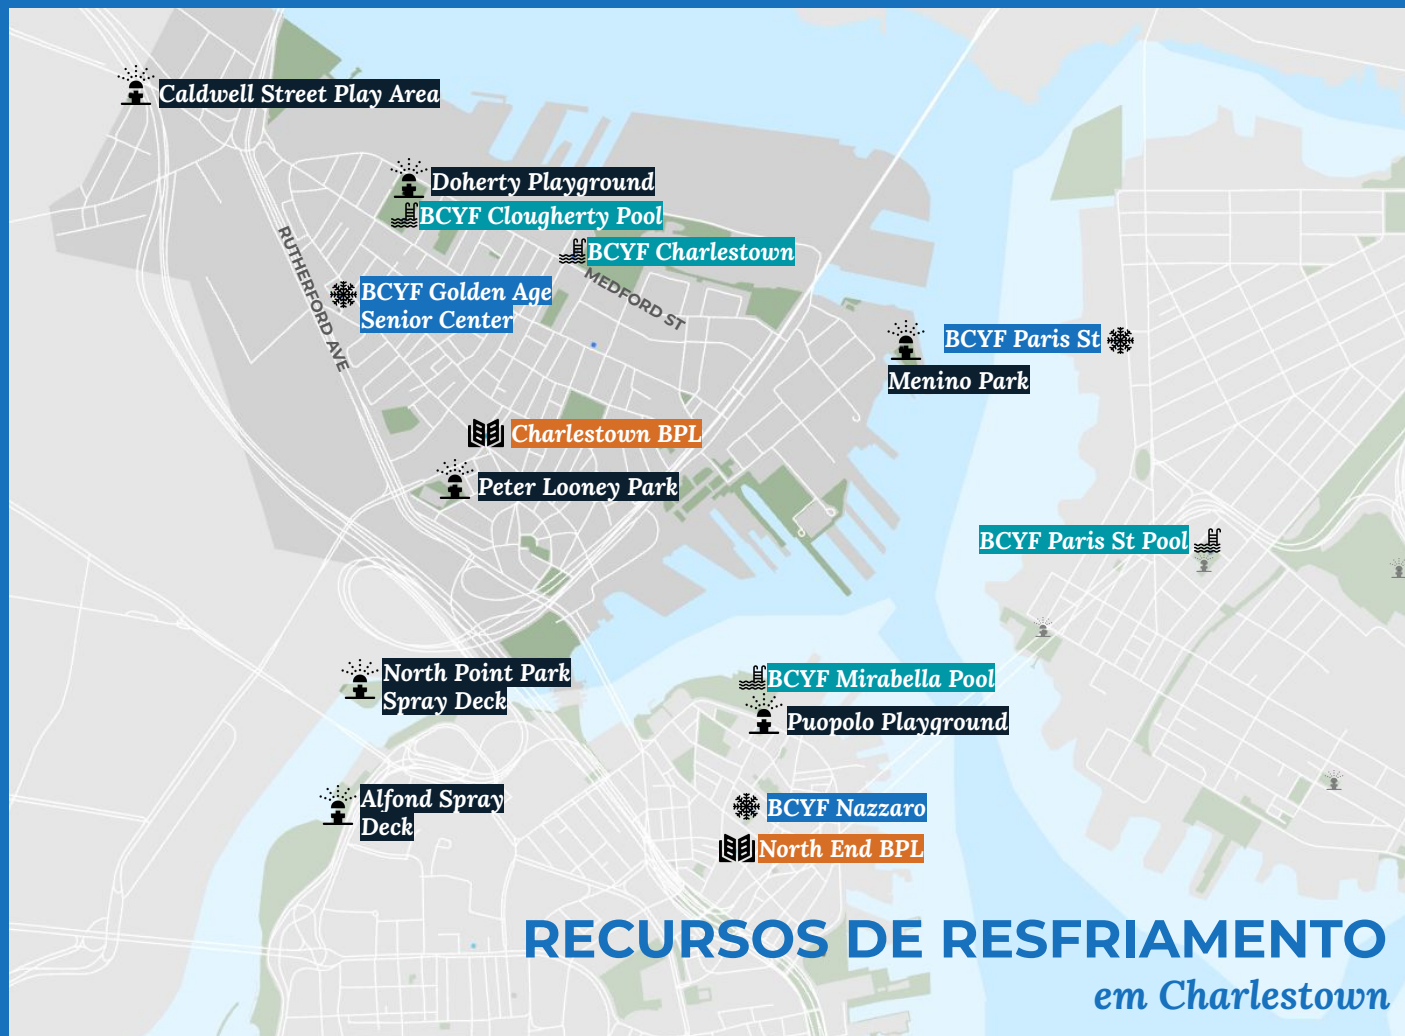 Caldwell Street Play Area
Doherty Playground
BCYF Clougherty Pool
BCYF Charlestown
RUTHERFORD AVE
MEDFORD ST
BCYF Golden Age
Senior Center
BCYF Paris St
Menino Park
Charlestown BPL
Peter Looney Park
BCYF Paris St Pool
North Point Park
Spray Deck
BCYF Mirabella Pool
Puopolo Playground
Alfond Spray
Deck
BCYF Nazzaro
North End BPL
RECURSOS DE RESFRIAMENTO
em Charlestown